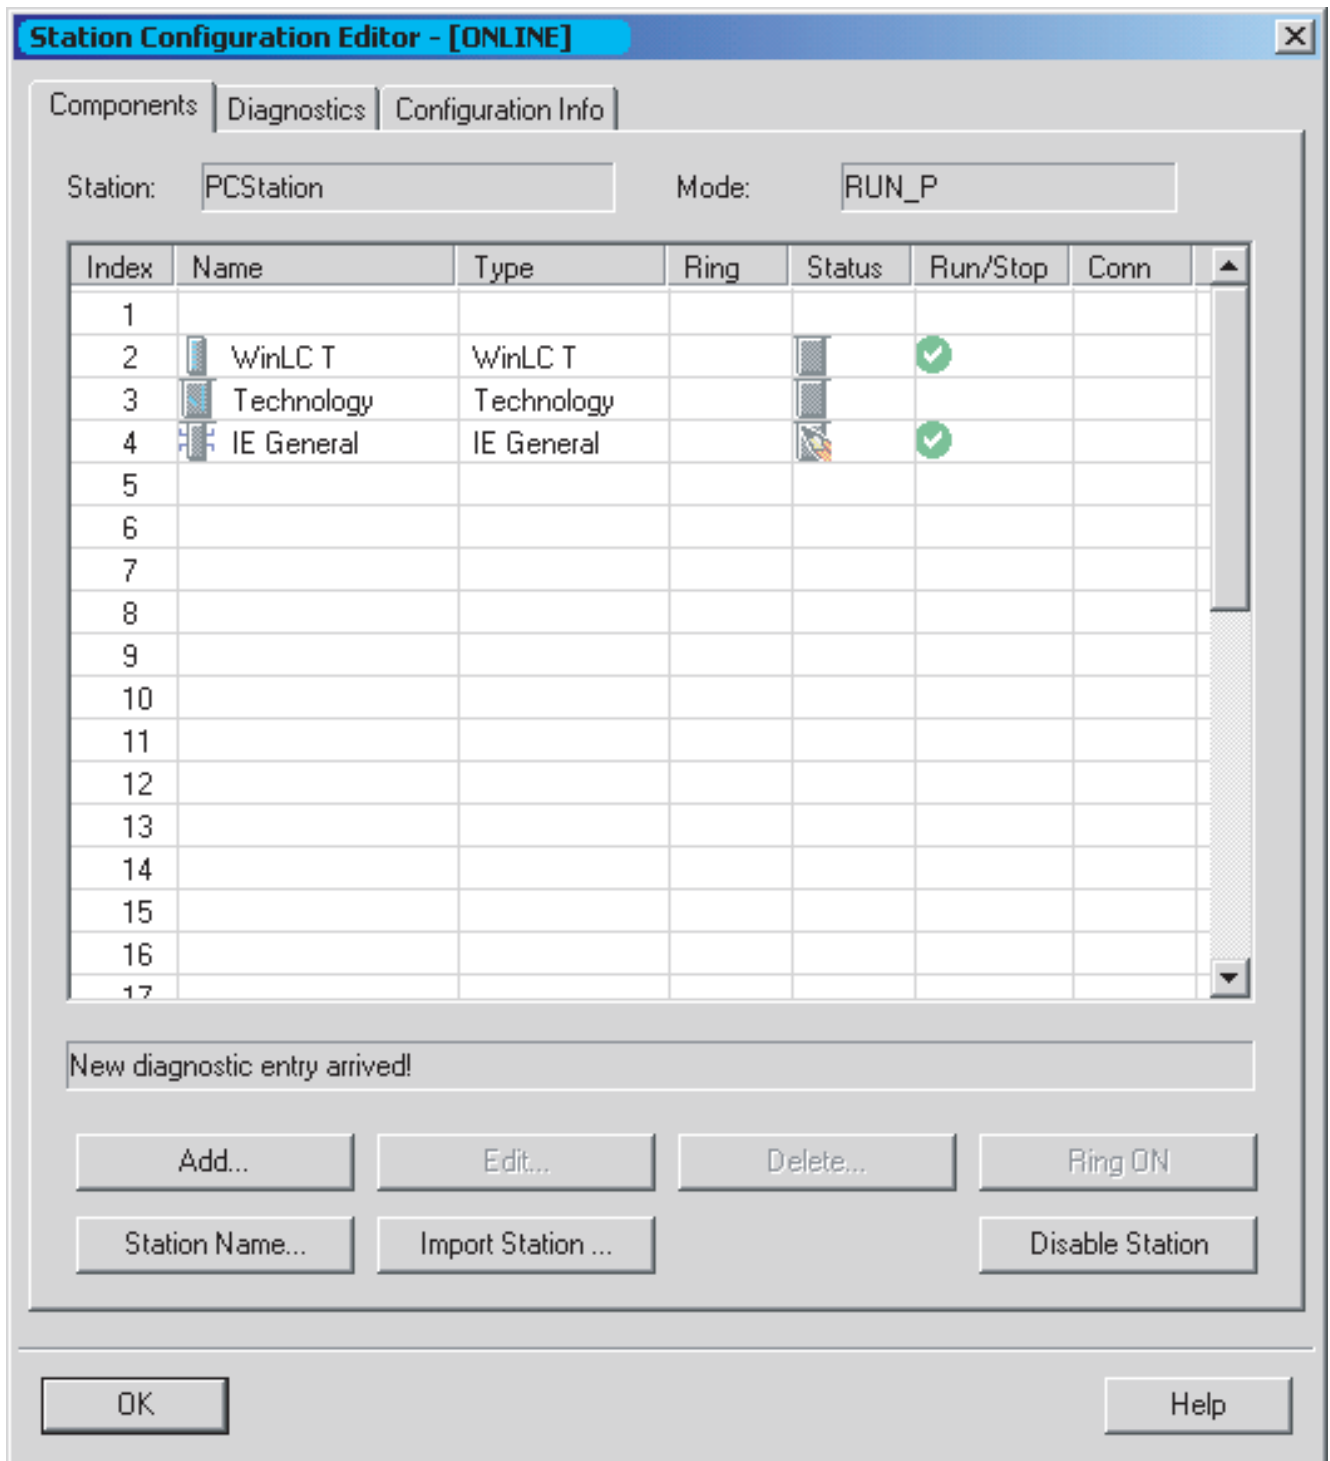 Station Configuration Editor - [ONLINE]
Components Diagnostics Configuration Info
Station: PCStation Mode: RUN_P
Index Name Type Ring Status Run/Stop Conn
1
2 WinLC T WinLC T
3 Technology Technology
4 IE General IE General
5
6
7
8
9
10
11
12
13
14
15
16
17
New diagnostic entry arrived!
Add... Edit... Delete... Ring ON
Station Name... Import Station ... Disable Station
OK Help